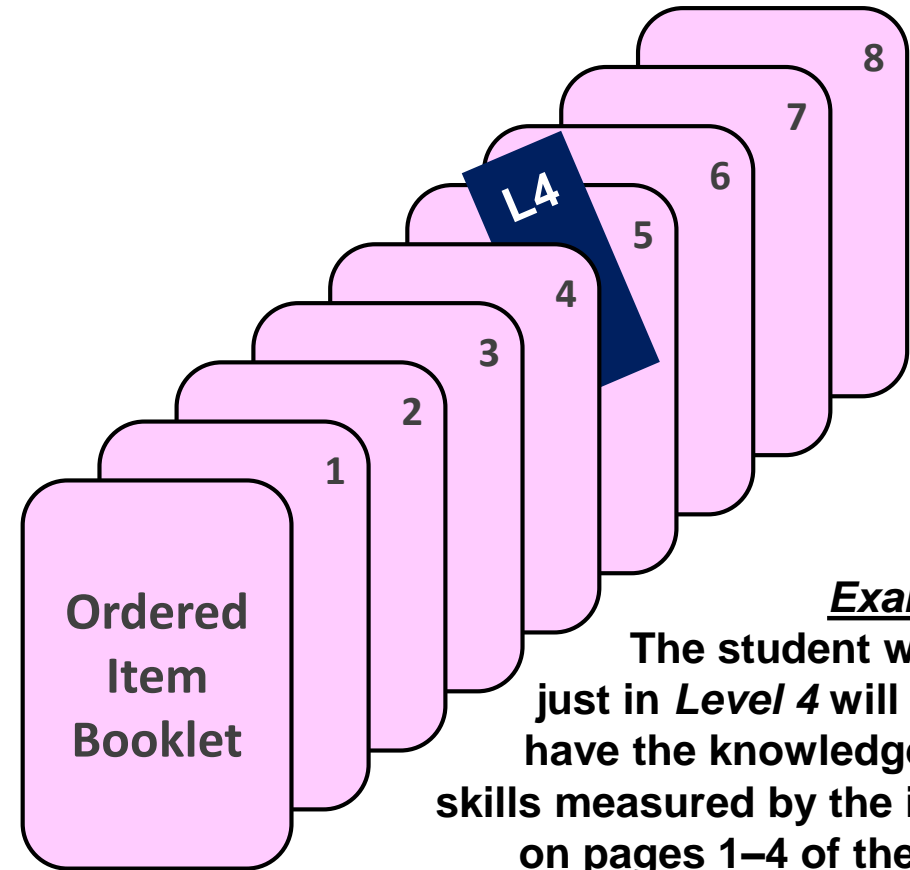 8
7
6
L4
5
4
3
2
1
Ordered
Item
Booklet
The student
just in Level 4 will
have the
skills measured by the
on pages 1–4 of the